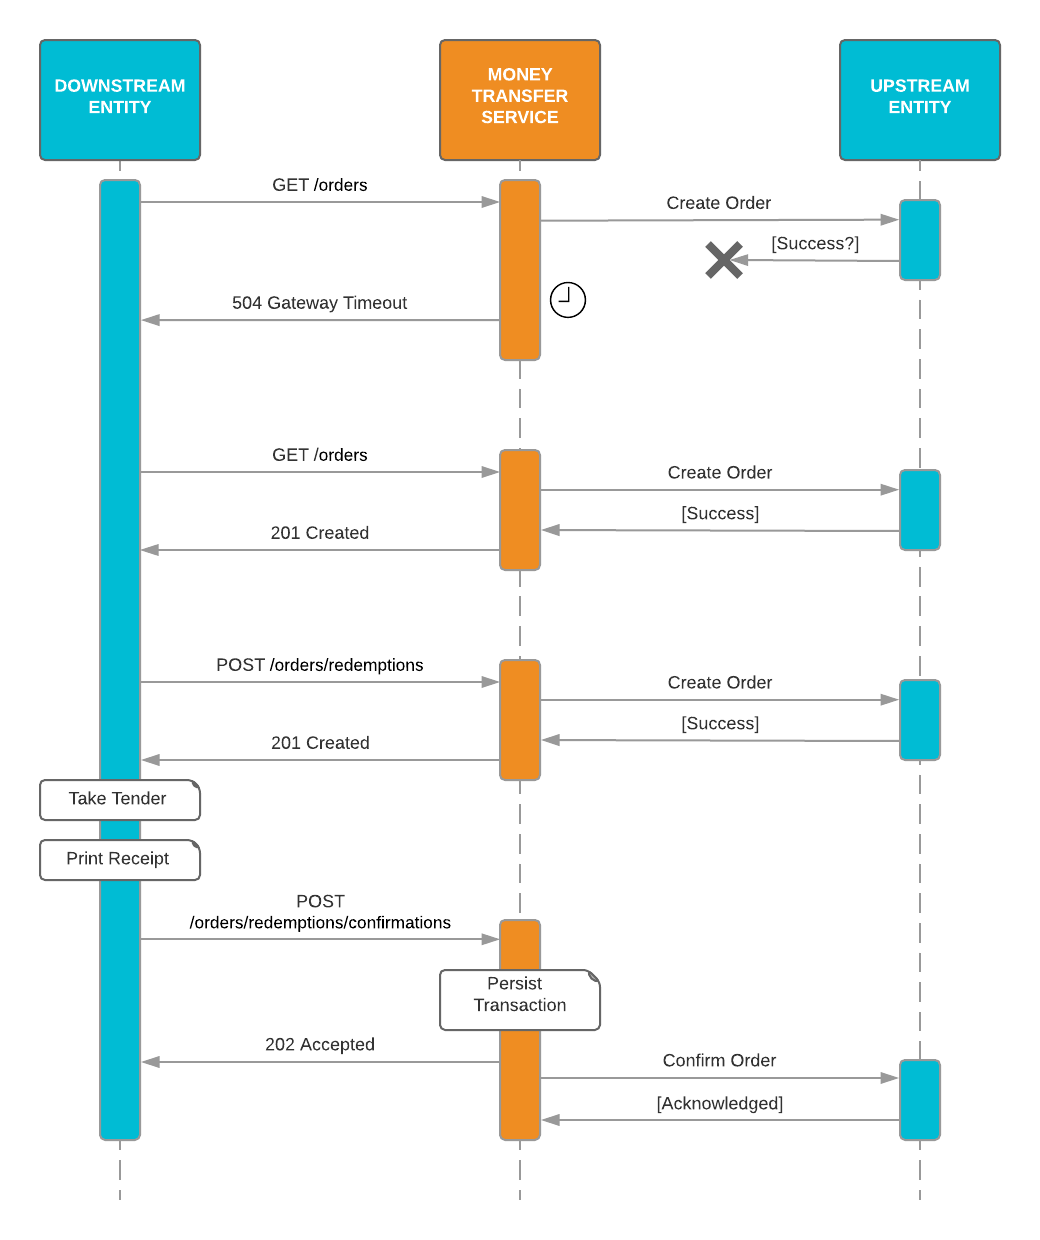 DOWNSTREAM
ENTITY
MONEY
TRANSFER
SERVICE
UPSTREAM
ENTITY
GET /orders
Create Order
[Success?]
504 Gateway Timeout
GET /orders
Create Order
[Success]
201 Created
POST /orders/redemptions
Create Order
[Success]
201 Created
Take Tender
Print Receipt
POST
/orders/redemptions/confirmations
Persist
Transaction
202 Accepted
Confirm Order
[Acknowledged]